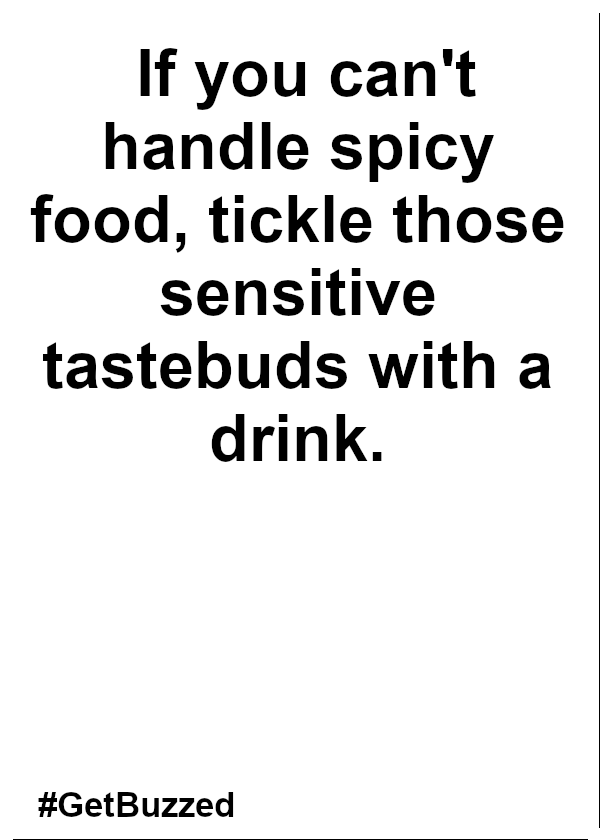 If you can't
handle spicy
food, tickle those
sensitive
tastebuds with a
drink.
#GetBuzzed